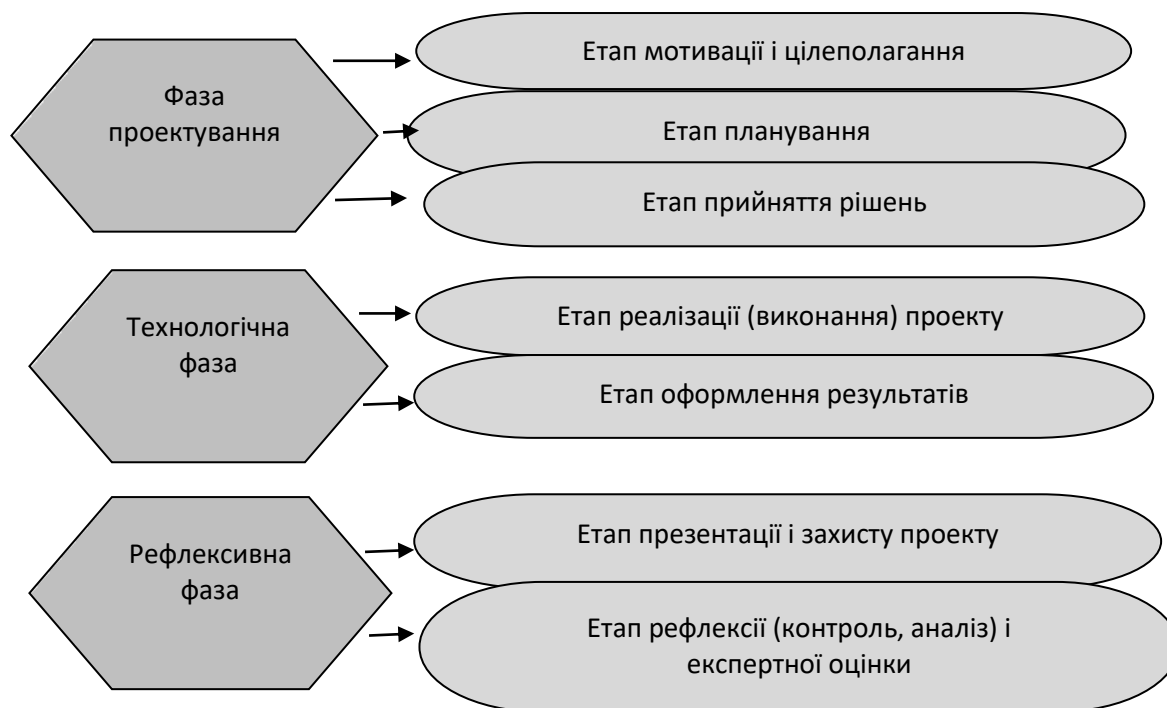 Фаза
проектування
Етап мотивації і цілеполагання
Етап планування
Етап прийняття рішень
Технологічна
фаза
Етап реалізації (виконання) проекту
Етап оформлення результатів
Рефлексивна
фаза
Етап презентації і захисту проекту
Етап рефлексії (контроль, аналіз) і
експертної оцінки